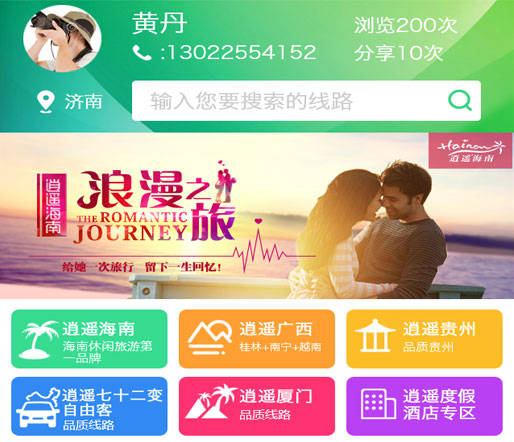 黄丹
浏览200次
:13022554152
分享10次
济南
输入您要搜索的线路
Hainan
逍遥海南
逍遥海南
浪漫之旅
THE ROMANTIC
JOURNEY
给她一次旅行 留下一生回忆!
逍遥海南
海南休闲旅游第
一品牌
逍遥广西
桂林+南宁+越南
逍遥贵州
品质贵州
逍遥七十二变
自由客
品质线路
逍遥厦门
品质线路
逍遥度假
酒店专区